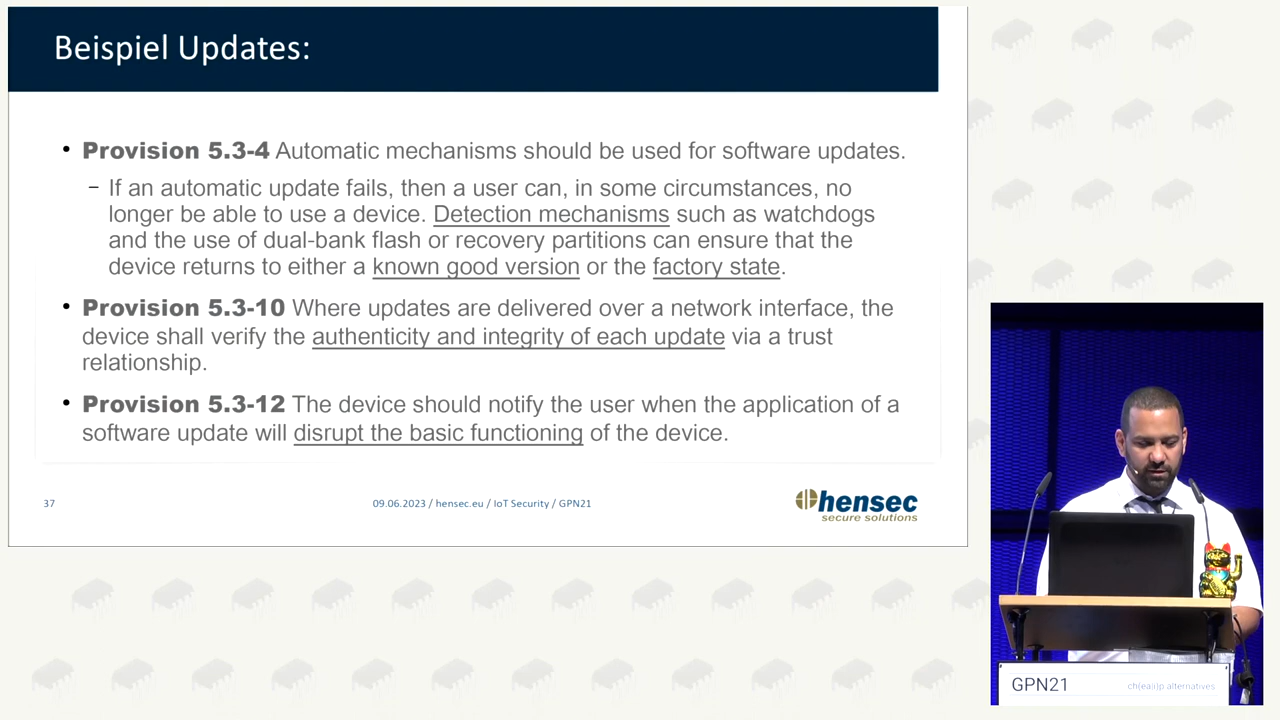 Beispiel Updates:
• Provision 5.3-4 Automatic mechanisms should be used for software updates.
– If an automatic update fails, then a user can, in some circumstances, no
longer be able to use a device. Detection mechanisms such as watchdogs
and the use of dual-bank flash or recovery partitions can ensure that the
device returns to either a known good version or the factory state.
• Provision 5.3-10 Where updates are delivered over a network interface, the
device shall verify the authenticity and integrity of each update via a trust
relationship.
• Provision 5.3-12 The device should notify the user when the application of a
software update will disrupt the basic functioning of the device.
37
09.06.2023 / hensec.eu / IoT Security / GPN21
hensec
secure solutions
GPN21
ch(ea)ip alternatives